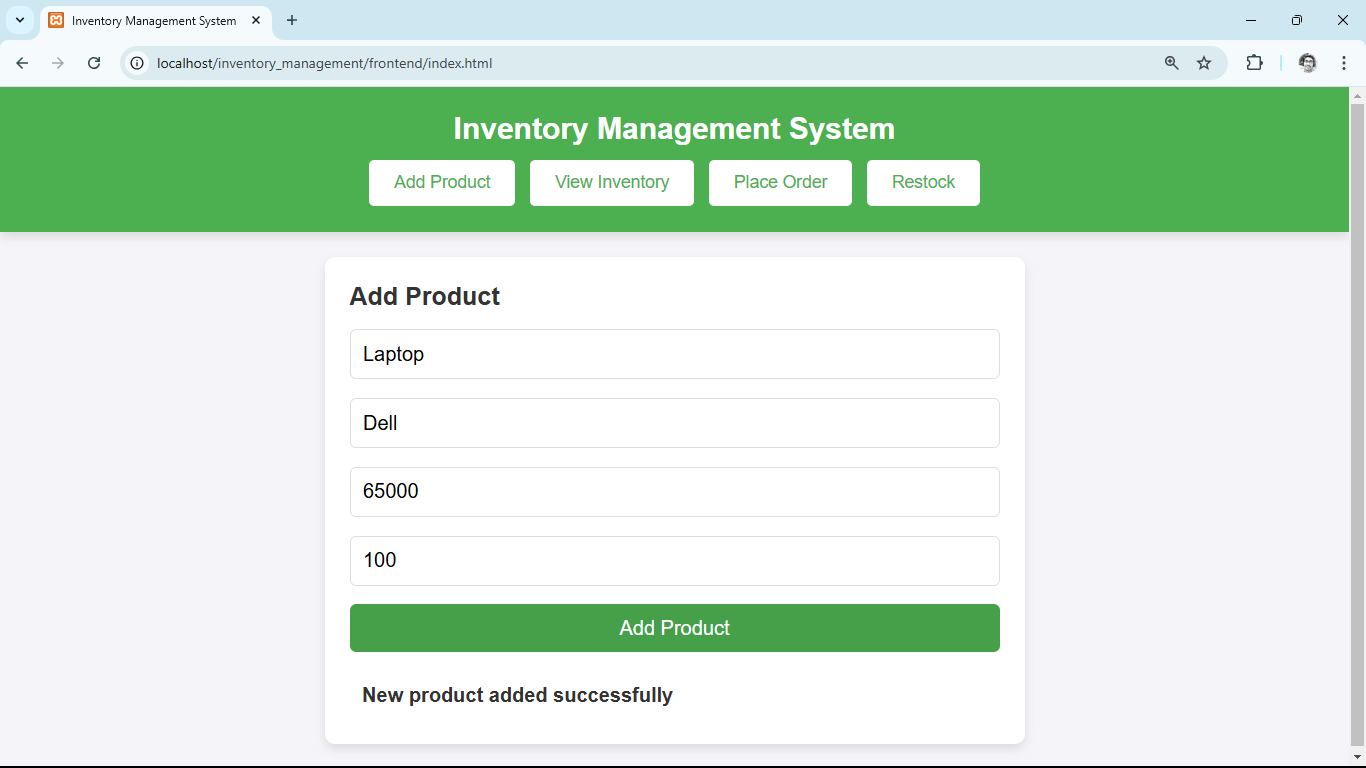 Inventory Management System
localhost/inventory_management/frontend/index.html
Inventory Management System
Add Product View Inventory Place Order Restock
Add Product
Laptop
Dell
65000
100
Add Product
New product added successfully